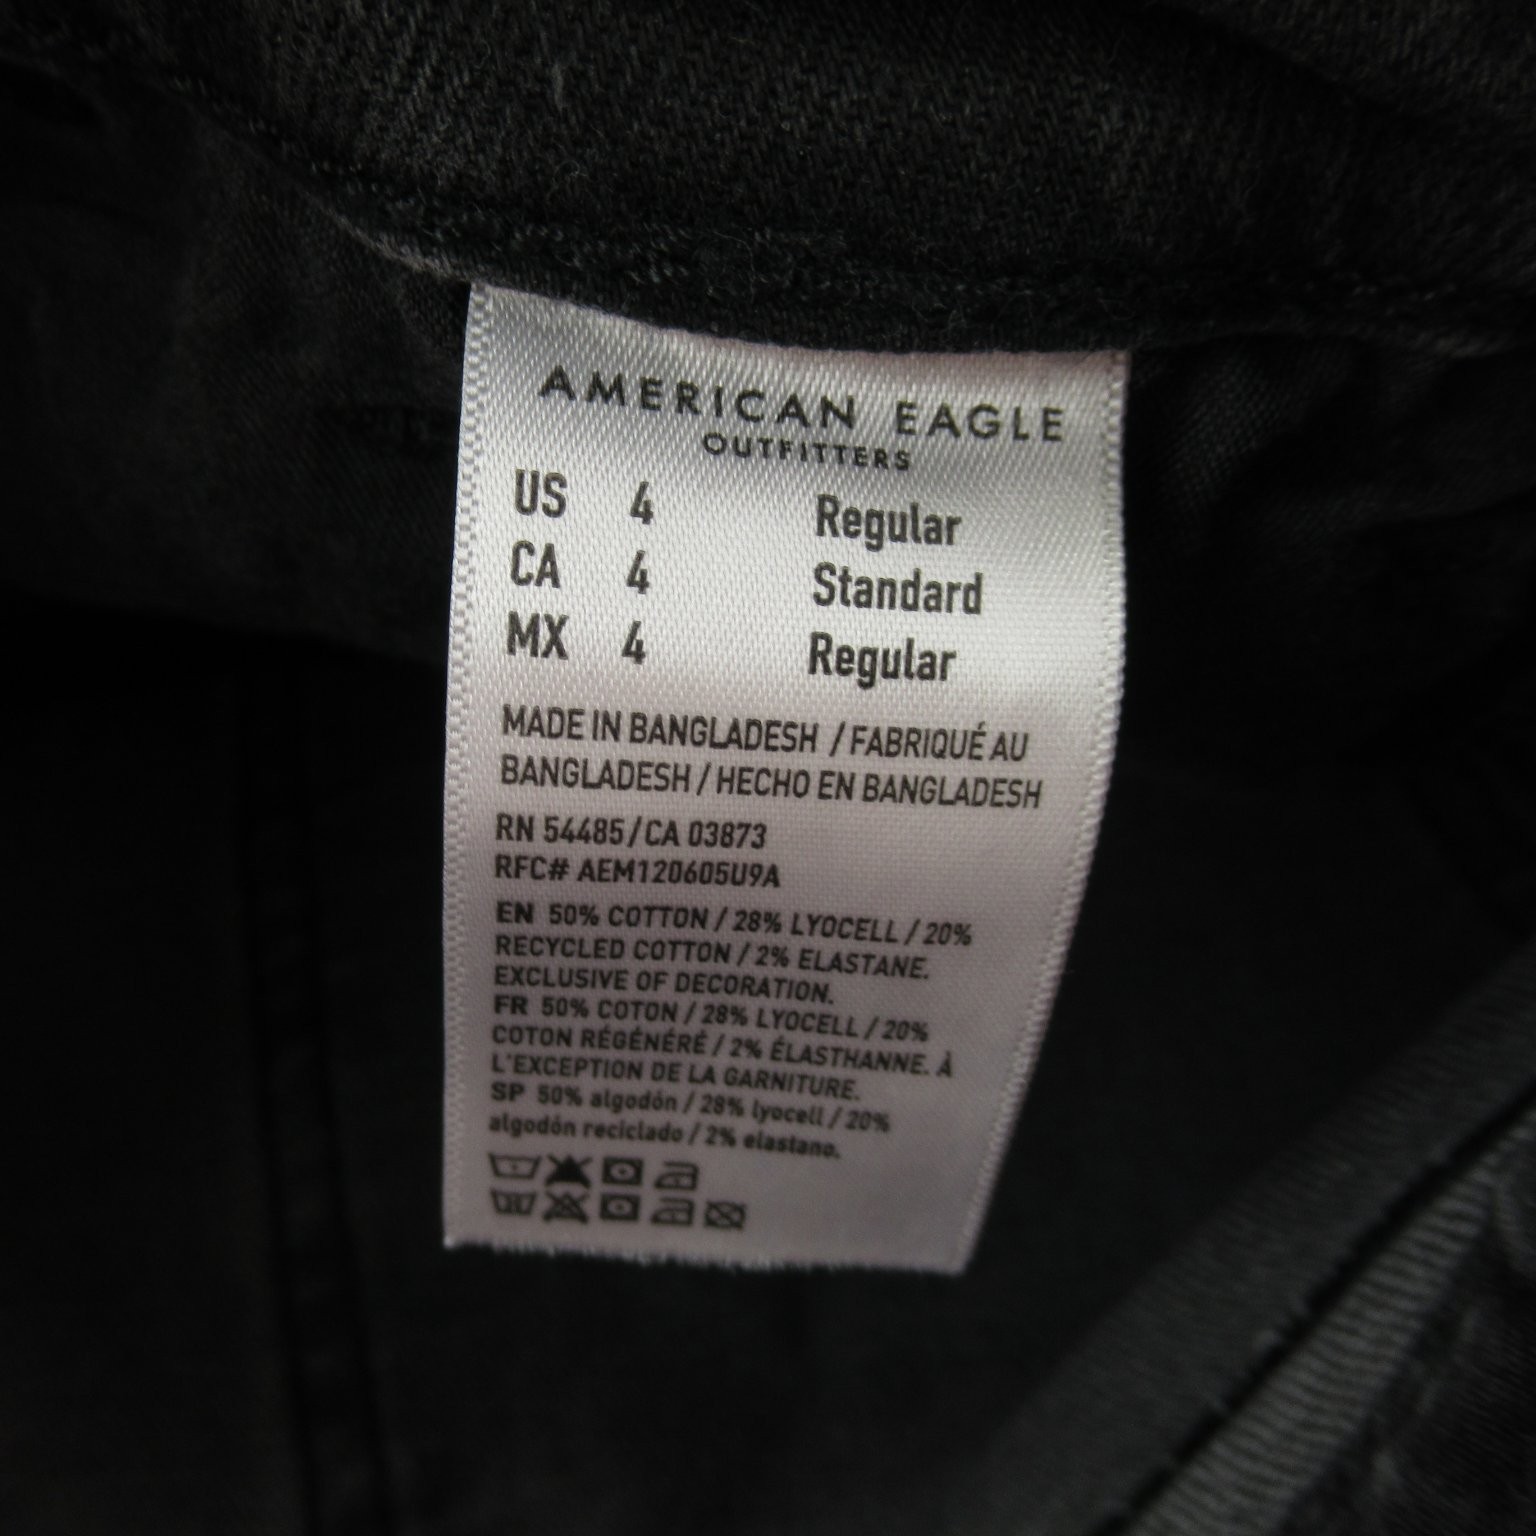 AMERICAN EAGLE
OUTFITTERS
US 4 Regular
CA 4 Standard
MX 4 Regular
MADE IN BANGLADESH / FABRIQUÉ AU
BANGLADESH / HECHO EN BANGLADESH
RN 54485/CA 03873
RFC# AEM120605U9A
EN 50% COTTON / 28% LYOCELL / 20%
RECYCLED COTTON / 2% ELASTANE.
EXCLUSIVE OF DECORATION.
FR 50% COTON / 28% LYOCELL / 20%
COTON RÉGÉNÉRÉ / 2% ÉLASTHANNE. À
L'EXCEPTION DE LA GARNITURE.
SP 50% algodón / 28% lyocell / 20%
algodón reciclado / 2% elastano.